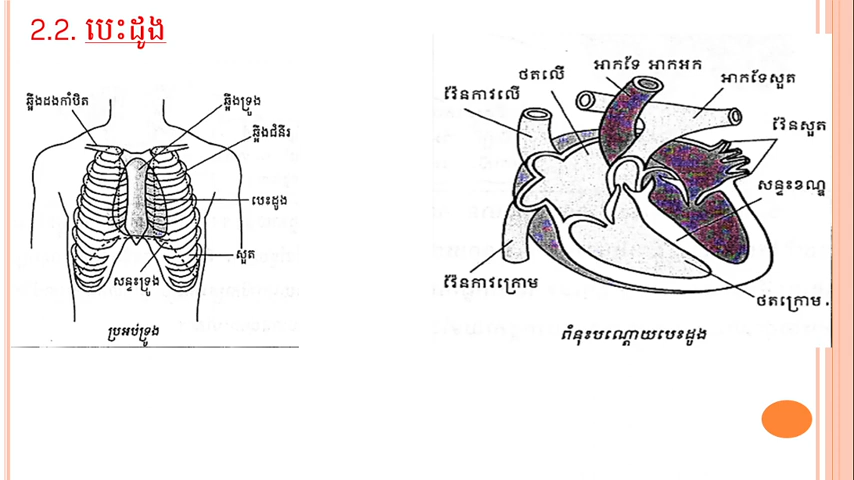 2.2. បេះដូង
ឆ្អឹងដងកាំបិត
ឆ្អឹងទ្រូង
ឆ្អឹងជំនីរ
បេះដូង
សួត
សន្ទះទ្រូង
ប្រអប់ទ្រូង
អាកទែ អាកអក
ថតលើ
អាកទែសួត
វ៉ែនកាវលើ
វ៉ែនសួត
សន្ទះខណ្ឌ
វ៉ែនកាវក្រោម
ថតក្រោម.
ពំនុះបណ្ដោយបេះដូង